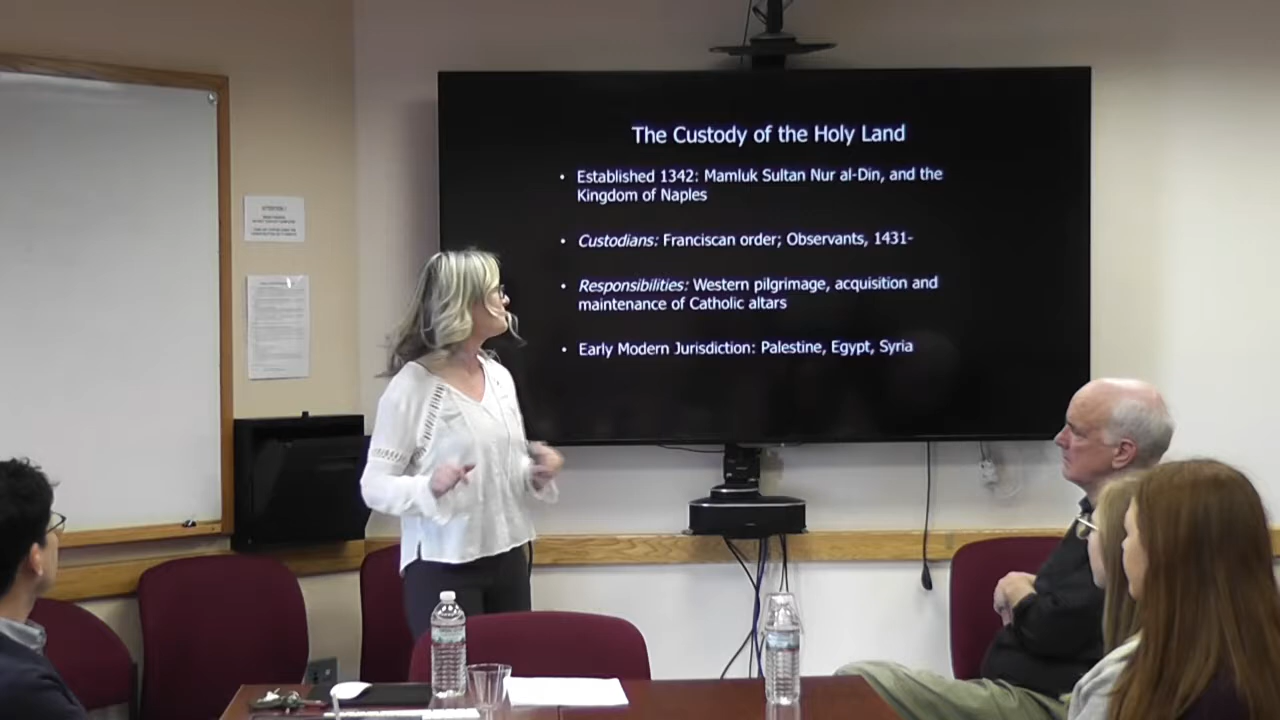 The Custody of the Holy Land
• Established 1342: Mamluk Sultan Nur al-Din, and the
Kingdom of Naples
• Custodians: Franciscan order; Observants, 1431-
• Responsibilities: Western pilgrimage, acquisition and
maintenance of Catholic altars
• Early Modern Jurisdiction: Palestine, Egypt, Syria